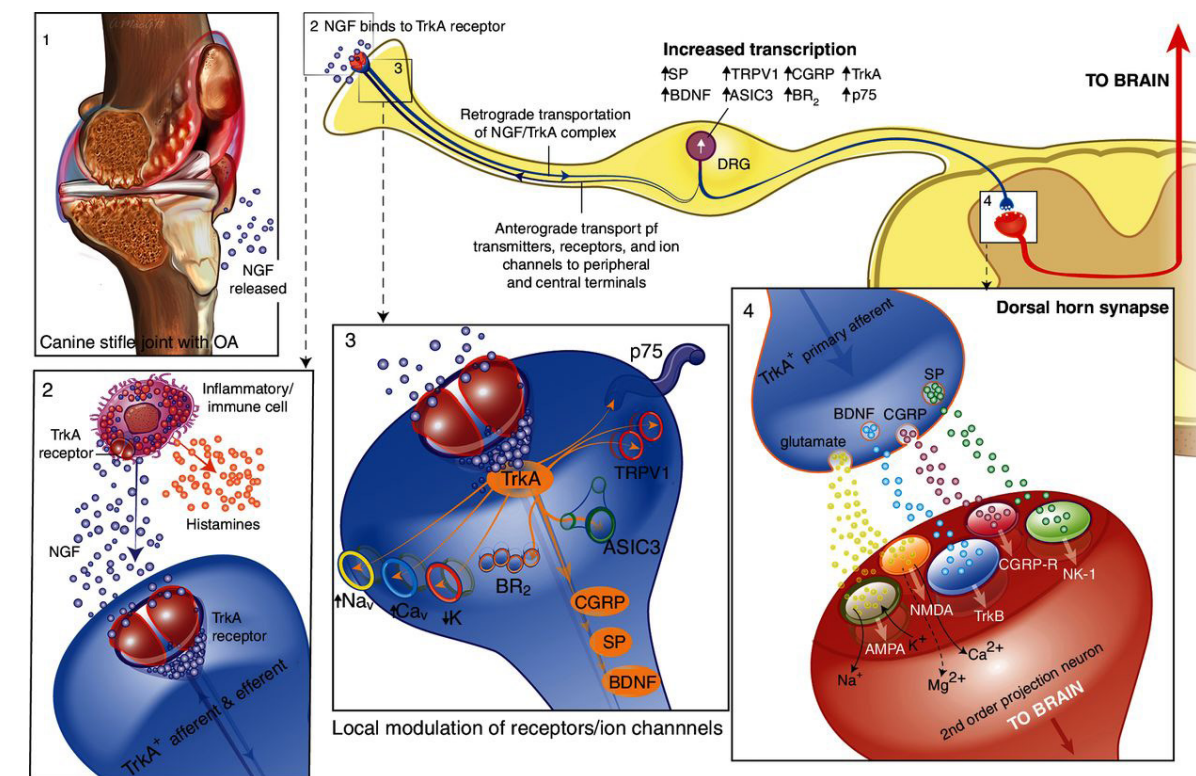 1
NGF
released
Canine stifle joint with OA
2 NGF binds to TrkA receptor
3
Retrograde transportation
of NGF/TrkA complex
Anterograde transport pf
transmitters, receptors, and ion
channels to peripheral
and central terminals
Increased transcription
↑SP ↑TRPV1 ↑CGRP ↑TrkA
↑BDNF ↑ASIC3 ↑BR2 ↑p75
DRG
4
TO BRAIN
2
Inflammatory/
immune cell
TrkA
receptor
Histamines
NGF
TrkA
receptor
TrkA+ afferent & efferent
3
p75
TrkA
TRPV1
ASIC3
BR2
↑Nav
↑Cav
↓K
CGRP
SP
BDNF
Local modulation of receptors/ion channnels
4
Dorsal horn synapse
TrkA+ primary afferent
SP
BDNF CGRP
glutamate
CGRP-R
NK-1
NMDA
TrkB
AMPA
K+
Na+
Ca2+
Mg2+
2nd order projection neuron
TO BRAIN